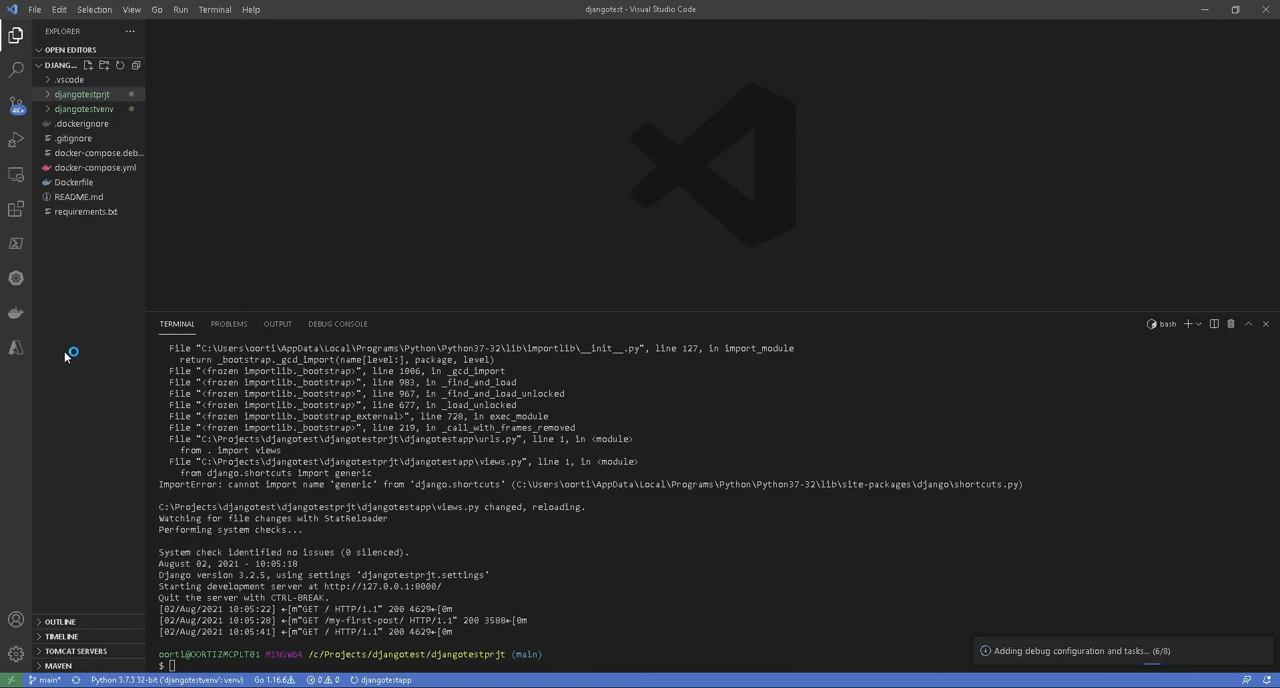 File Edit Selection View Go Run Terminal Help
djangotest - Visual Studio Code
EXPLORER
OPEN EDITORS
DJANG...
.vscode
djangotestprjt
djangotestvenv
.dockerignore
.gitignore
docker-compose.deb...
docker-compose.yml
Dockerfile
README.md
requirements.txt
OUTLINE
TIMELINE
TOMCAT SERVERS
MAVEN
4K+
TERMINAL PROBLEMS OUTPUT DEBUG CONSOLE
bash
File "C:\Users\oorti\AppData\Local\Programs\Python\Python37-32\lib\importlib\__init__.py", line 127, in import_module
return _bootstrap._gcd_import(name[level:], package, level)
File "<frozen importlib._bootstrap>", line 1006, in _gcd_import
File "<frozen importlib._bootstrap>", line 983, in _find_and_load
File "<frozen importlib._bootstrap>", line 967, in _find_and_load_unlocked
File "<frozen importlib._bootstrap>", line 677, in _load_unlocked
File "<frozen importlib._bootstrap_external>", line 728, in exec_module
File "<frozen importlib._bootstrap>", line 219, in _call_with_frames_removed
File "C:\Projects\djangotest\djangotestprjt\djangotestapp\urls.py", line 1, in <module>
from . import views
File "C:\Projects\djangotest\djangotestprjt\djangotestapp\views.py", line 1, in <module>
from django.shortcuts import generic
ImportError: cannot import name 'generic' from 'django.shortcuts' (C:\Users\oorti\AppData\Local\Programs\Python\Python37-32\lib\site-packages\django\shortcuts.py)
C:\Projects\djangotest\djangotestprjt\djangotestapp\views.py changed, reloading.
Watching for file changes with StatReloader
Performing system checks...
System check identified no issues (0 silenced).
August 02, 2021 - 10:05:18
Django version 3.2.5, using settings 'djangotestprjt.settings'
Starting development server at http://127.0.0.1:8000/
Quit the server with CTRL-BREAK.
[02/Aug/2021 10:05:22] ←[m"GET / HTTP/1.1" 200 4629←[0m
[02/Aug/2021 10:05:28] ←[m"GET /my-first-post/ HTTP/1.1" 200 3588←[0m
[02/Aug/2021 10:05:41] ←[m"GET / HTTP/1.1" 200 4629←[0m
oorti@OORTIZMCPLT01 MINGW64 /c/Projects/djangotest/djangotestprjt (main)
$
Adding debug configuration and tasks... (6/8)
main* Python 3.7.3 32-bit ('djangotestvenv': venv) Go 1.16.6 0 0 djangotestapp